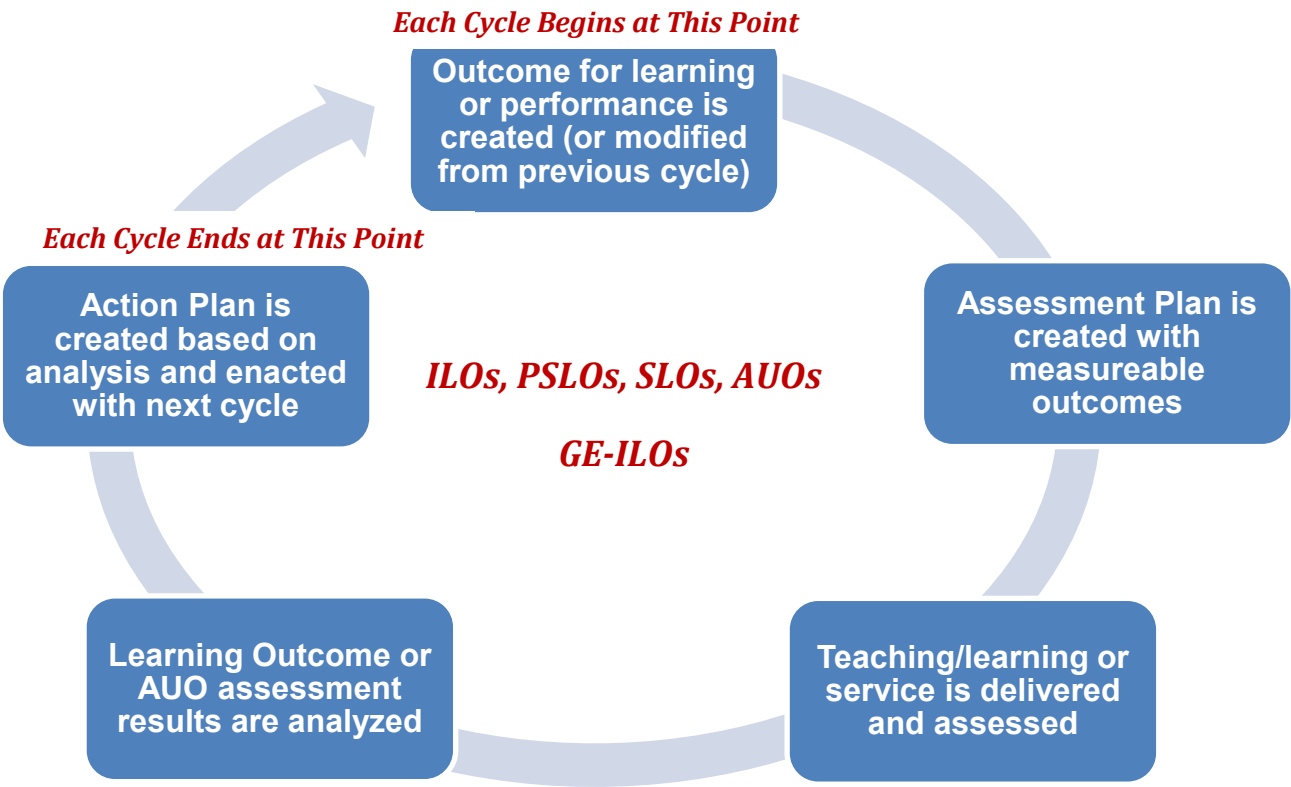 Each Cycle Begins at This Point
Outcome for learning
or performance is
created (or modified
from previous cycle)
Each Cycle Ends at This Point
Action Plan is
created based on
analysis and enacted
with next cycle
ILOs, PSLOs, SLOs, AUOs
GE-ILOs
Assessment Plan is
created with
measureable
outcomes
Learning Outcome or
AUO assessment
results are analyzed
Teaching/learning or
service is delivered
and assessed